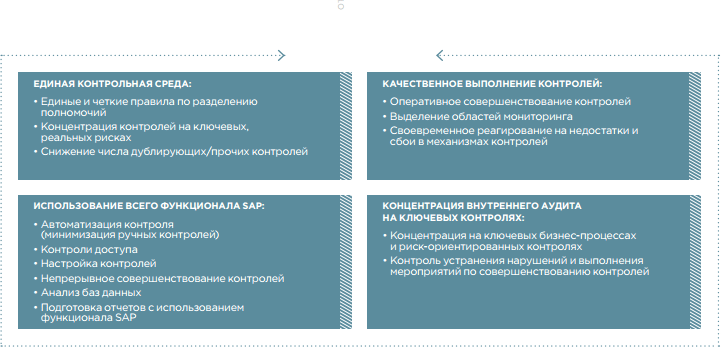 ЕДИНАЯ КОНТРОЛЬНАЯ СРЕДА:
• Единые и четкие правила по разделению
полномочий
• Концентрация контролей на ключевых,
реальных рисках
• Снижение числа дублирующих/прочих контролей
КАЧЕСТВЕННОЕ ВЫПОЛНЕНИЕ КОНТРОЛЕЙ:
• Оперативное совершенствование контролей
• Выделение областей мониторинга
• Своевременное реагирование на недостатки и
сбои в механизмах контролей
ИСПОЛЬЗОВАНИЕ ВСЕГО ФУНКЦИОНАЛА SAP:
• Автоматизация контроля
(минимизация ручных контролей)
• Контроли доступа
• Настройка контролей
• Непрерывное совершенствование контролей
• Анализ баз данных
• Подготовка отчетов с использованием
функционала SAP
КОНЦЕНТРАЦИЯ ВНУТРЕННЕГО АУДИТА
НА КЛЮЧЕВЫХ КОНТРОЛЯХ:
• Концентрация на ключевых бизнес-процессах
и риск-ориентированных контролях
• Контроль устранения нарушений и выполнения
мероприятий по совершенствованию контролей